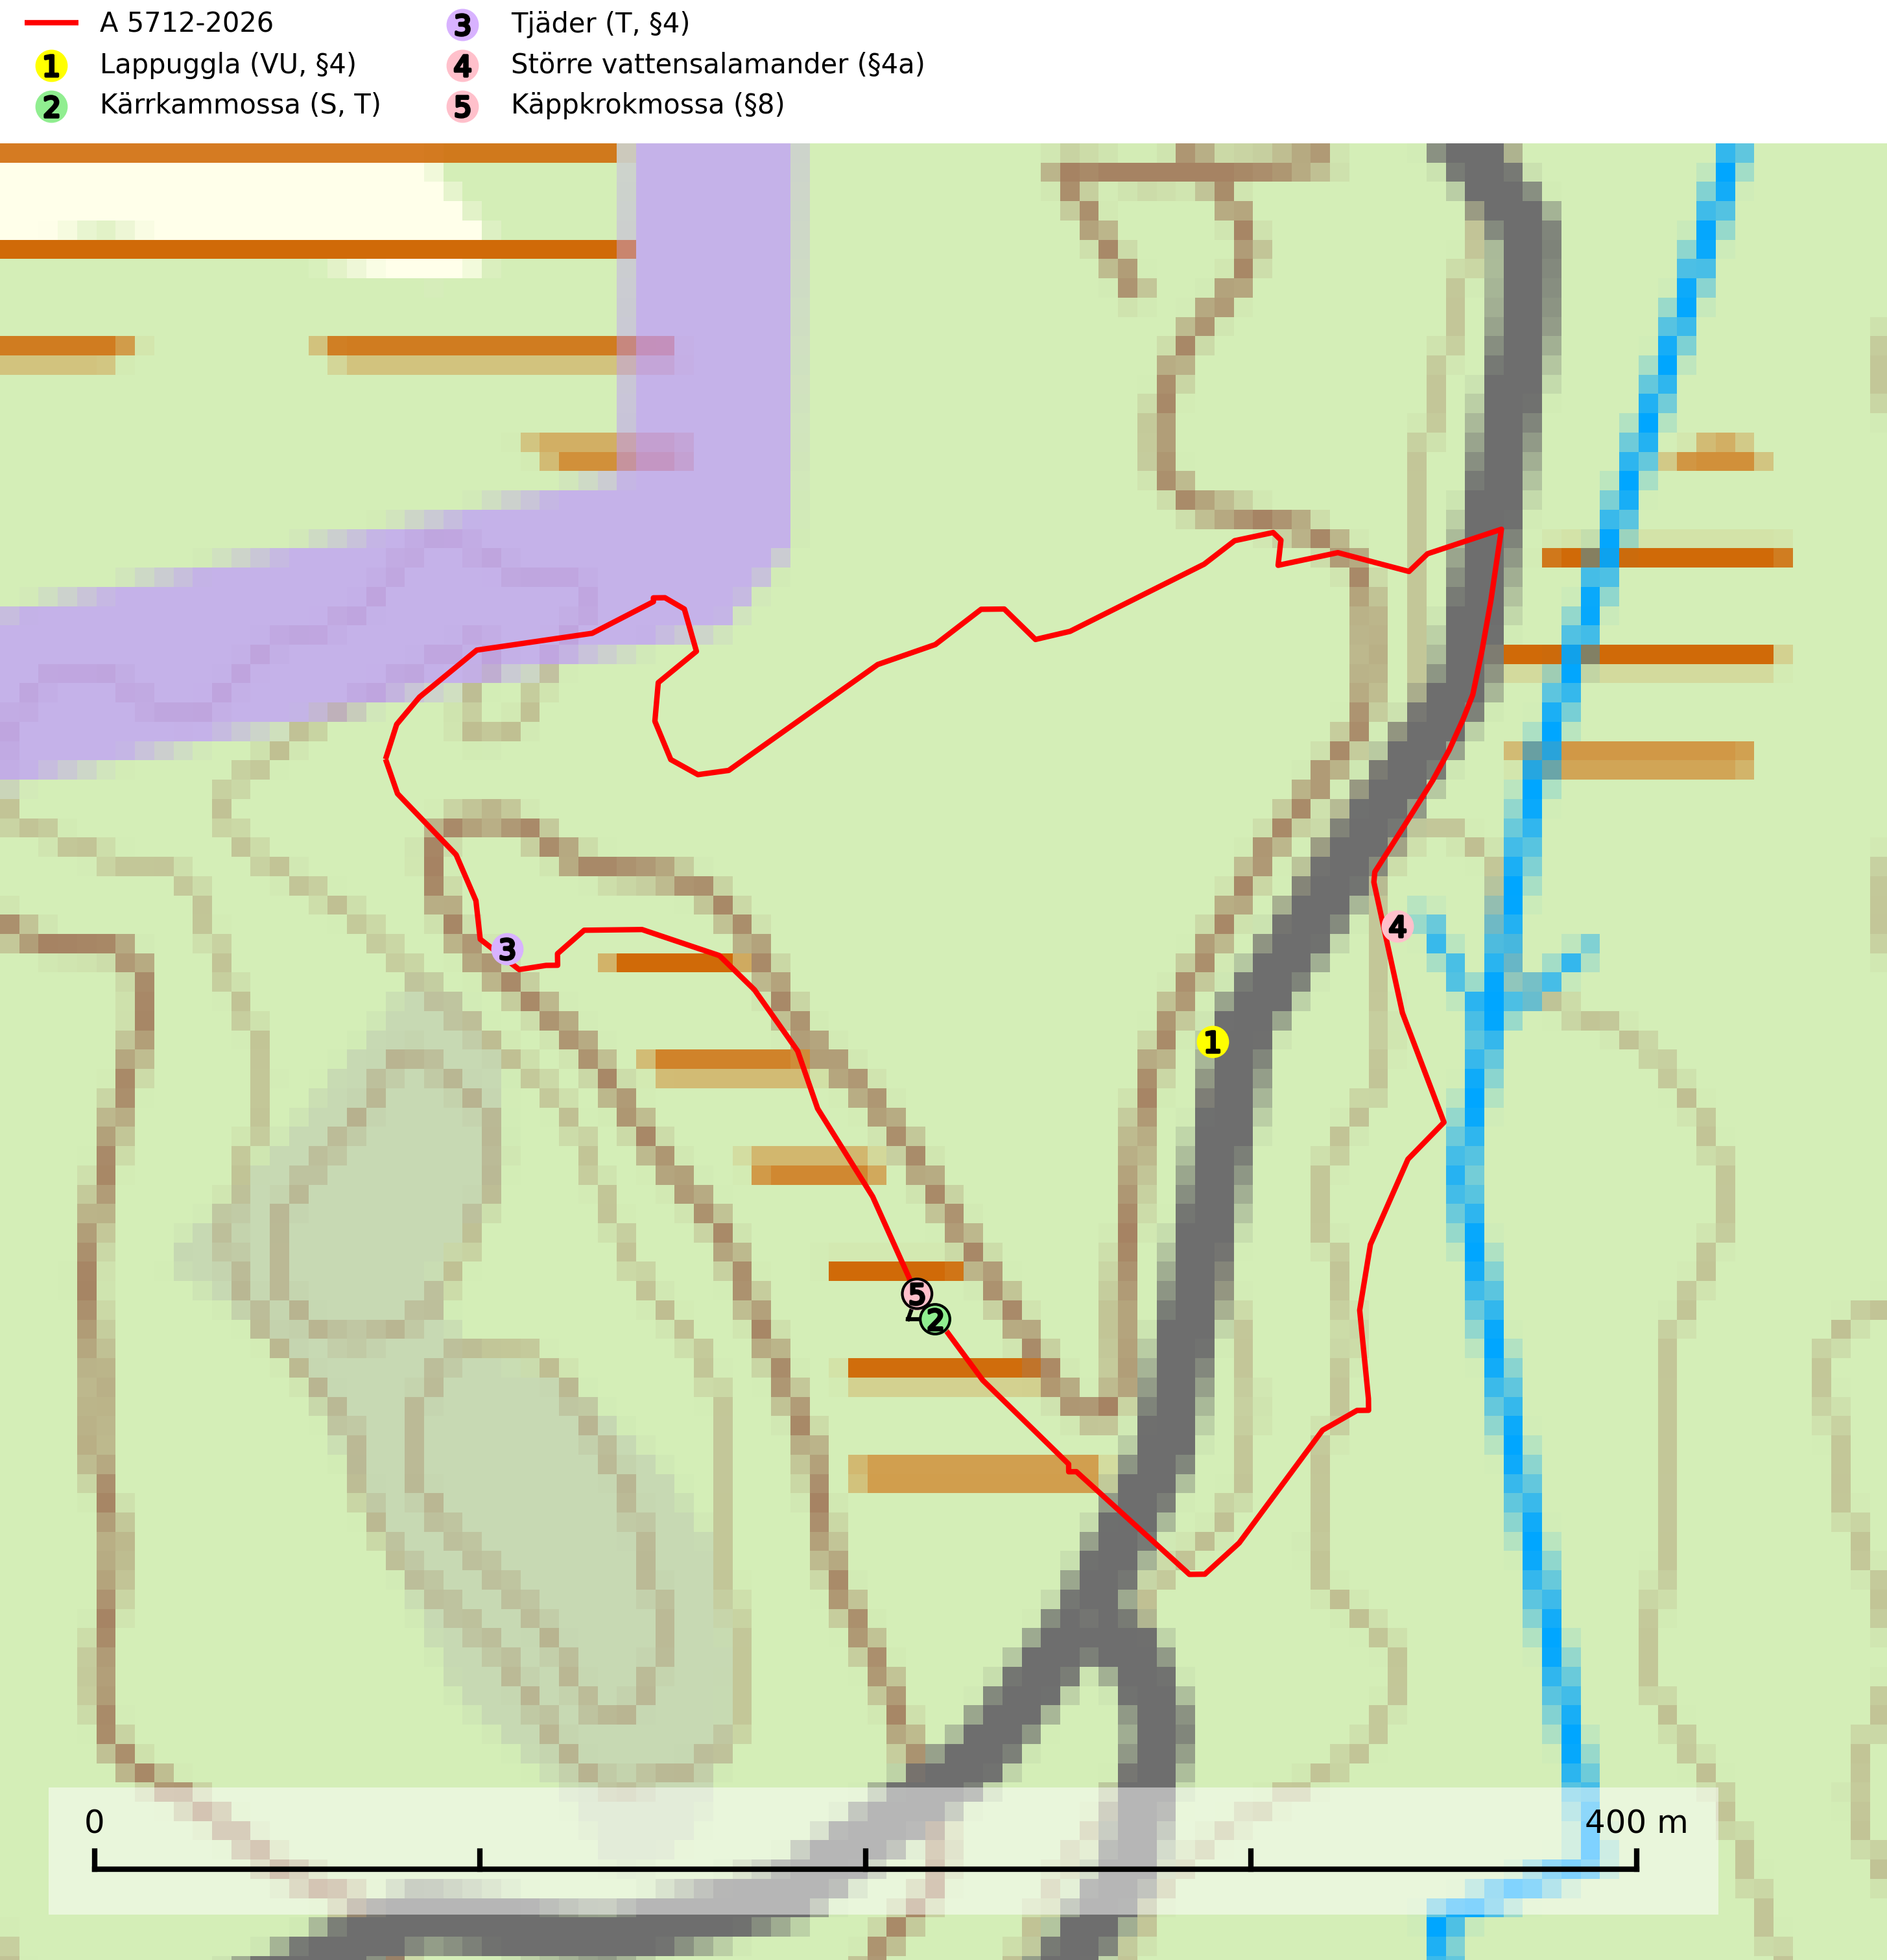 A 5712-2026
1 Lappuggla (VU, §4)
2 Kärrkammossa (S, T)
3 Tjäder (T, §4)
4 Större vattensalamander (§4a)
5 Käppkrokmossa (§8)
4
3
1
5
2
0 400 m